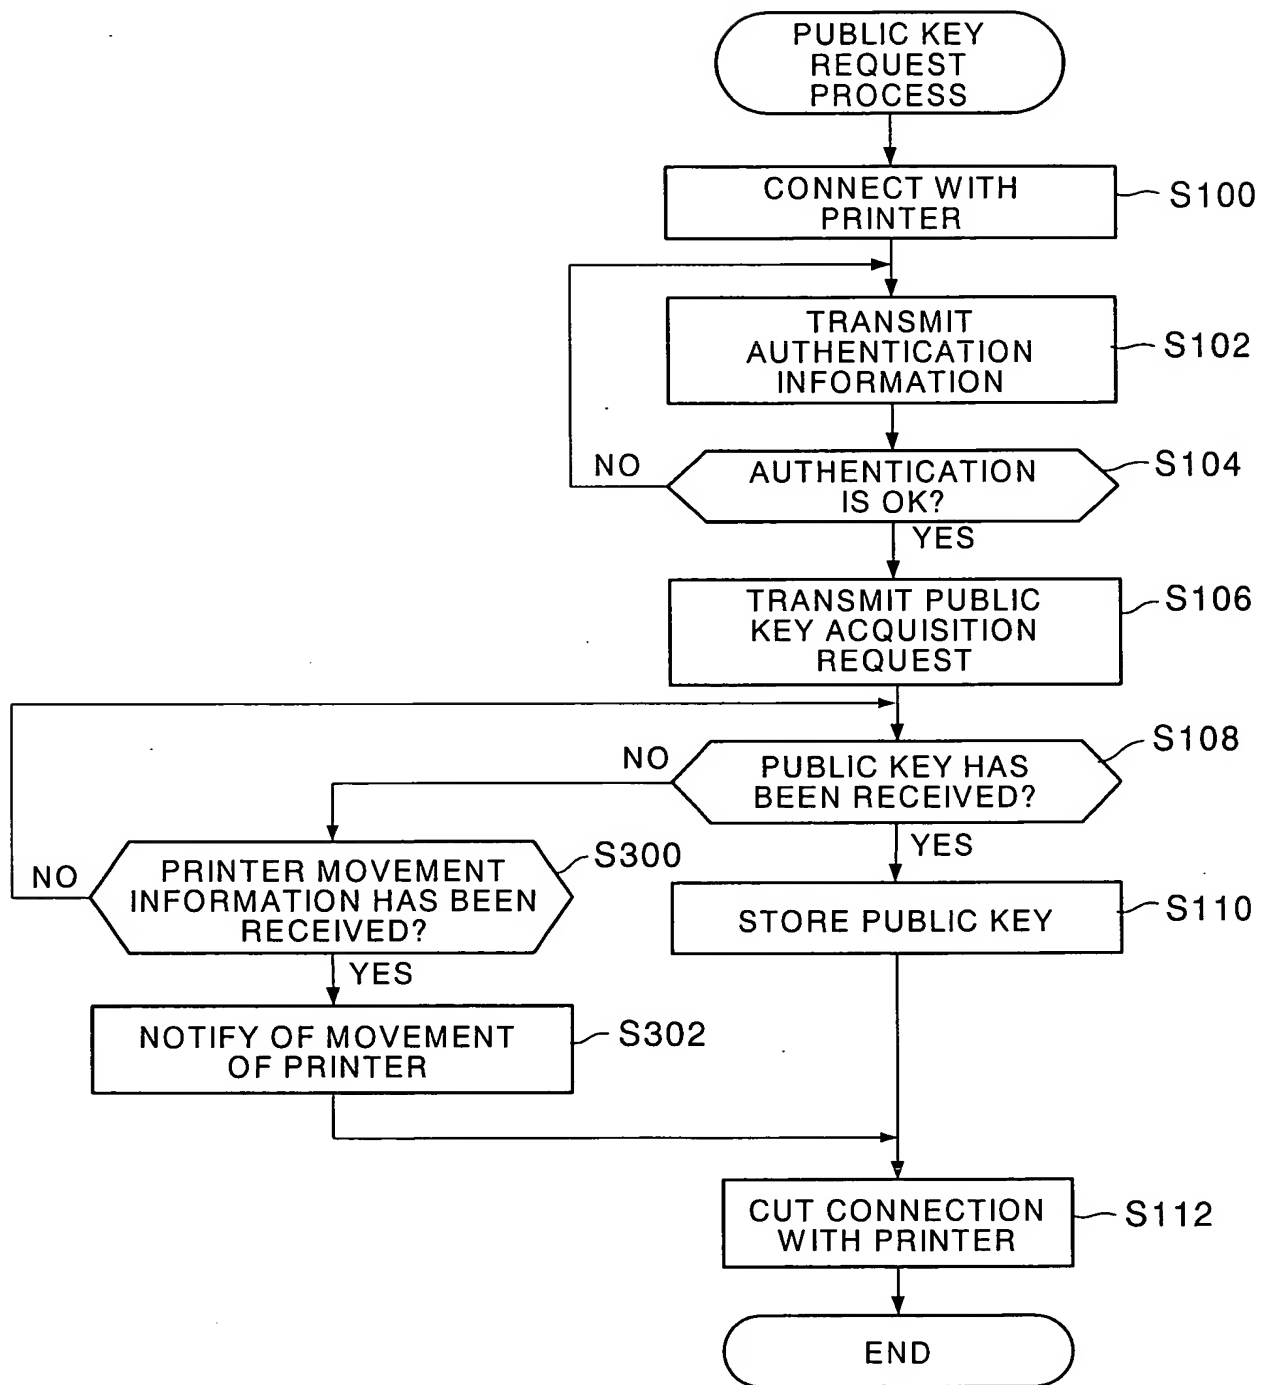 PUBLIC KEY
REQUEST
PROCESS
CONNECT WITH
PRINTER
S100
TRANSMIT
AUTHENTICATION
INFORMATION
S102
NO
AUTHENTICATION
IS OK?
S104
YES
TRANSMIT PUBLIC
KEY ACQUISITION
REQUEST
S106
NO
PUBLIC KEY HAS
BEEN RECEIVED?
S108
YES
NO
PRINTER MOVEMENT
INFORMATION HAS BEEN
RECEIVED?
S300
YES
STORE PUBLIC KEY
S110
NOTIFY OF MOVEMENT
OF PRINTER
S302
CUT CONNECTION
WITH PRINTER
S112
END